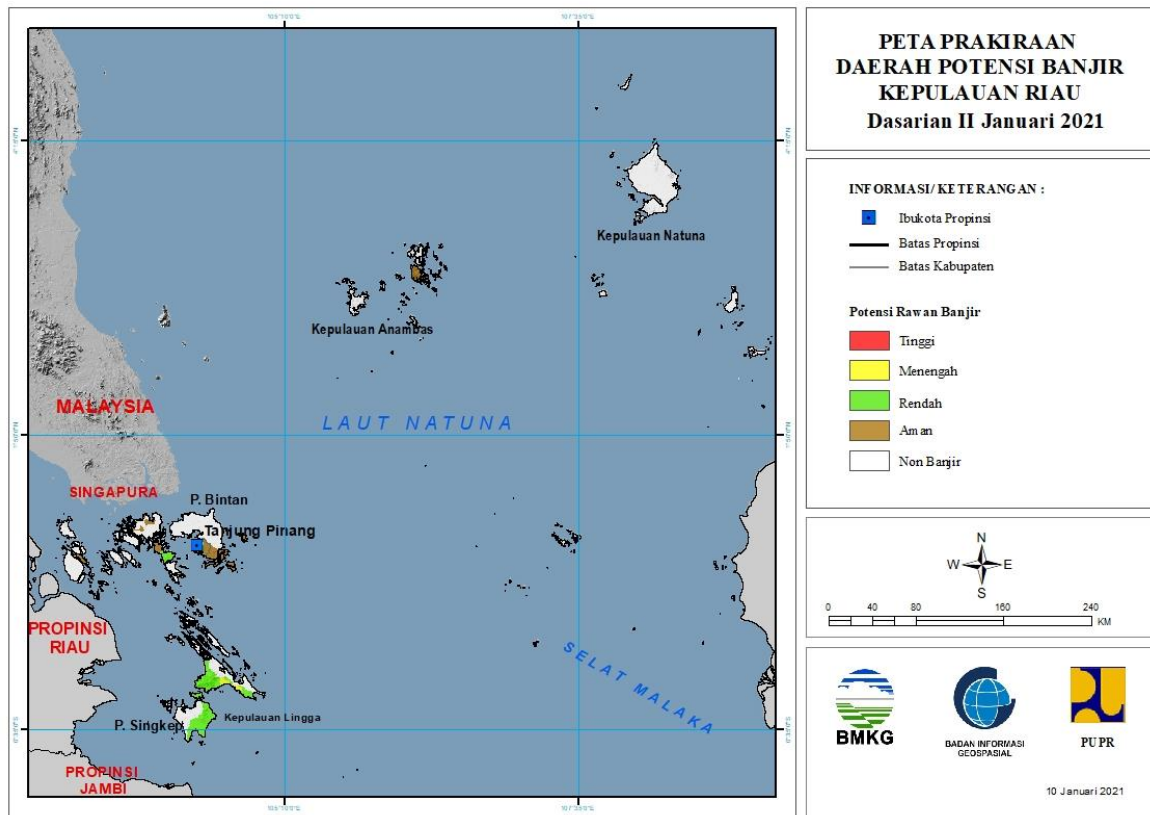 PETA PRAKIRAAN
DAERAH POTENSI BANJIR
KEPULAUAN RIAU
Dasarian II Januari 2021
INFORMASI/ KETERANGAN :
Ibukota Propinsi
Batas Propinsi
Batas Kabupaten
Potensi Rawan Banjir
Tinggi
Menengah
Rendah
Aman
Non Banjir
N
W E
S
0 40 80 160 240
KM
BMKG
BADAN INFORMASI
GEOSPASIAL
PUPR
10 Januari 2021
Kepulauan Natuna
Kepulauan Anambas
MALAYSIA
LAUT NATUNA
SINGAPURA
P. Bintan
Tanjung Pinang
PROPINSI
RIAU
SELAT MALAKA
P. Singkep
Kepulauan Lingga
PROPINSI
JAMBI